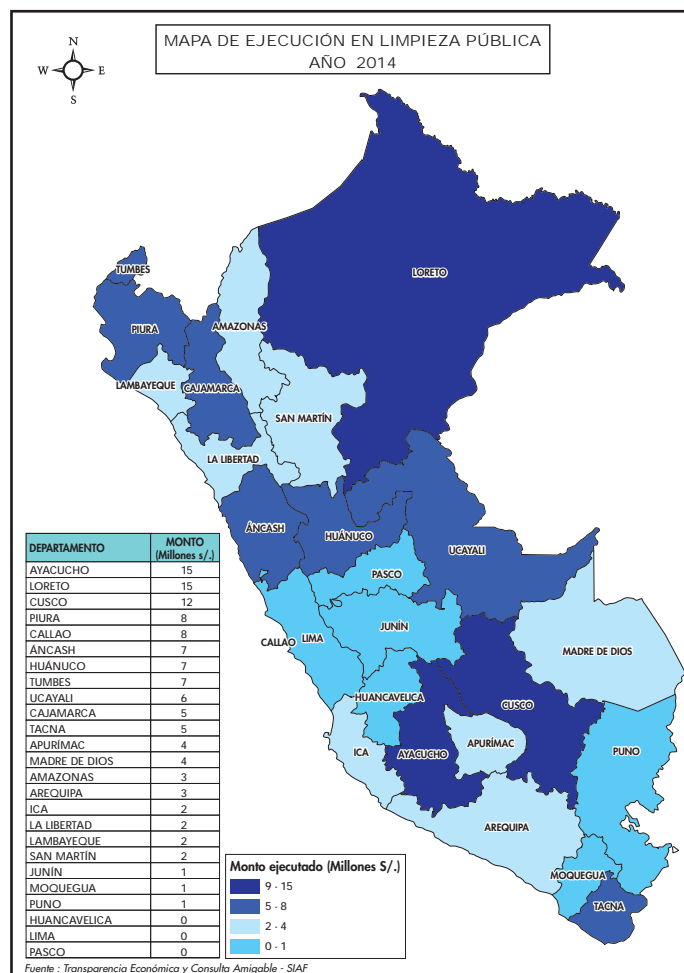 MAPA DE EJECUCIÓN EN LIMPIEZA PÚBLICA
AÑO 2014
N
W E
S
LORETO
TUMBES
PIURA
AMAZONAS
LAMBAYEQUE
CAJAMARCA
SAN MARTÍN
LA LIBERTAD
ÁNCASH
HUÁNUCO
UCAYALI
PASCO
CALLAO
LIMA
JUNÍN
MADRE DE DIOS
HUANCAVELICA
CUSCO
ICA
AYACUCHO
APURÍMAC
PUNO
AREQUIPA
MOQUEGUA
TACNA
DEPARTAMENTO MONTO
(Millones s/.)
AYACUCHO 15
LORETO 15
CUSCO 12
PIURA 8
CALLAO 8
ÁNCASH 7
HUÁNUCO 7
TUMBES 7
UCAYALI 6
CAJAMARCA 5
TACNA 5
APURÍMAC 4
MADRE DE DIOS 4
AMAZONAS 3
AREQUIPA 3
ICA 2
LA LIBERTAD 2
LAMBAYEQUE 2
SAN MARTÍN 2
JUNÍN 1
MOQUEGUA 1
PUNO 1
HUANCAVELICA 0
LIMA 0
PASCO 0
Monto ejecutado (Millones S/.)
9 - 15
5 - 8
2 - 4
0 - 1
Fuente : Transparencia Económica y Consulta Amigable - SIAF